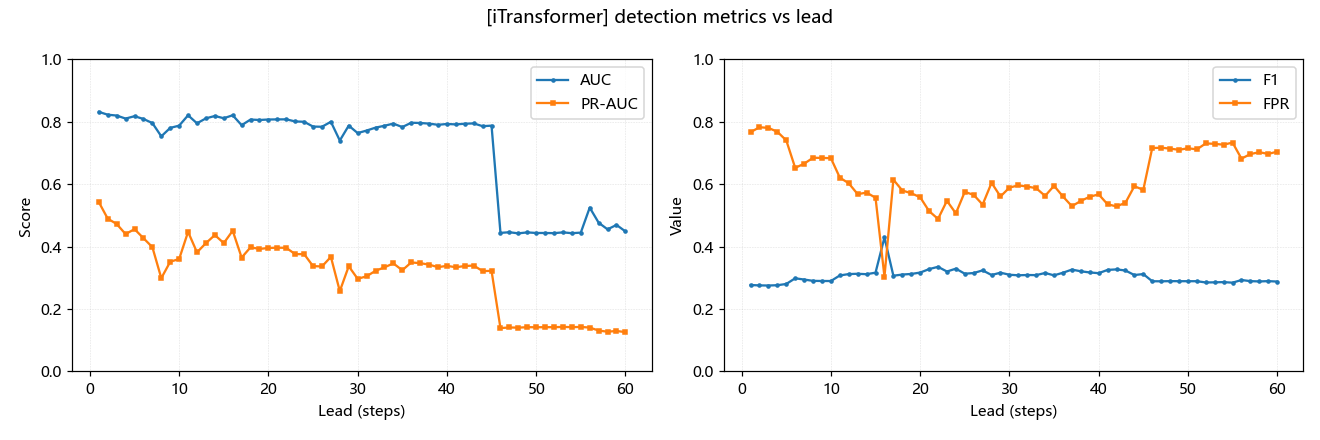 [iTransformer] detection metrics vs lead
1.0
0.8
0.6
0.4
0.2
0.0
Score
0 10 20 30 40 50 60
Lead (steps)
AUC
PR-AUC
1.0
0.8
0.6
0.4
0.2
0.0
Value
0 10 20 30 40 50 60
Lead (steps)
F1
FPR